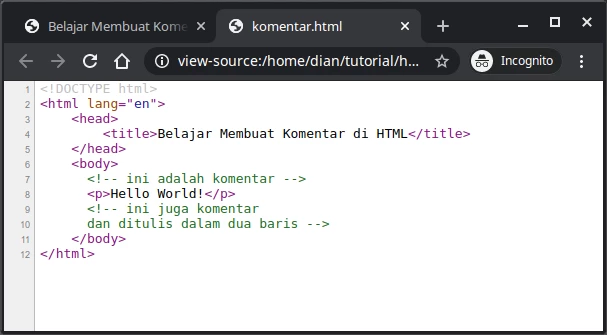 Belajar Membuat Kome
komentar.html
view-source:/home/dian/tutorial/h...
Incognito
1 <!DOCTYPE html>
2 <html lang="en">
3 <head>
4 <title>Belajar Membuat Komentar di HTML</title>
5 </head>
6 <body>
7 <!-- ini adalah komentar -->
8 <p>Hello World!</p>
9 <!-- ini juga komentar
10 dan ditulis dalam dua baris -->
11 </body>
12 </html>